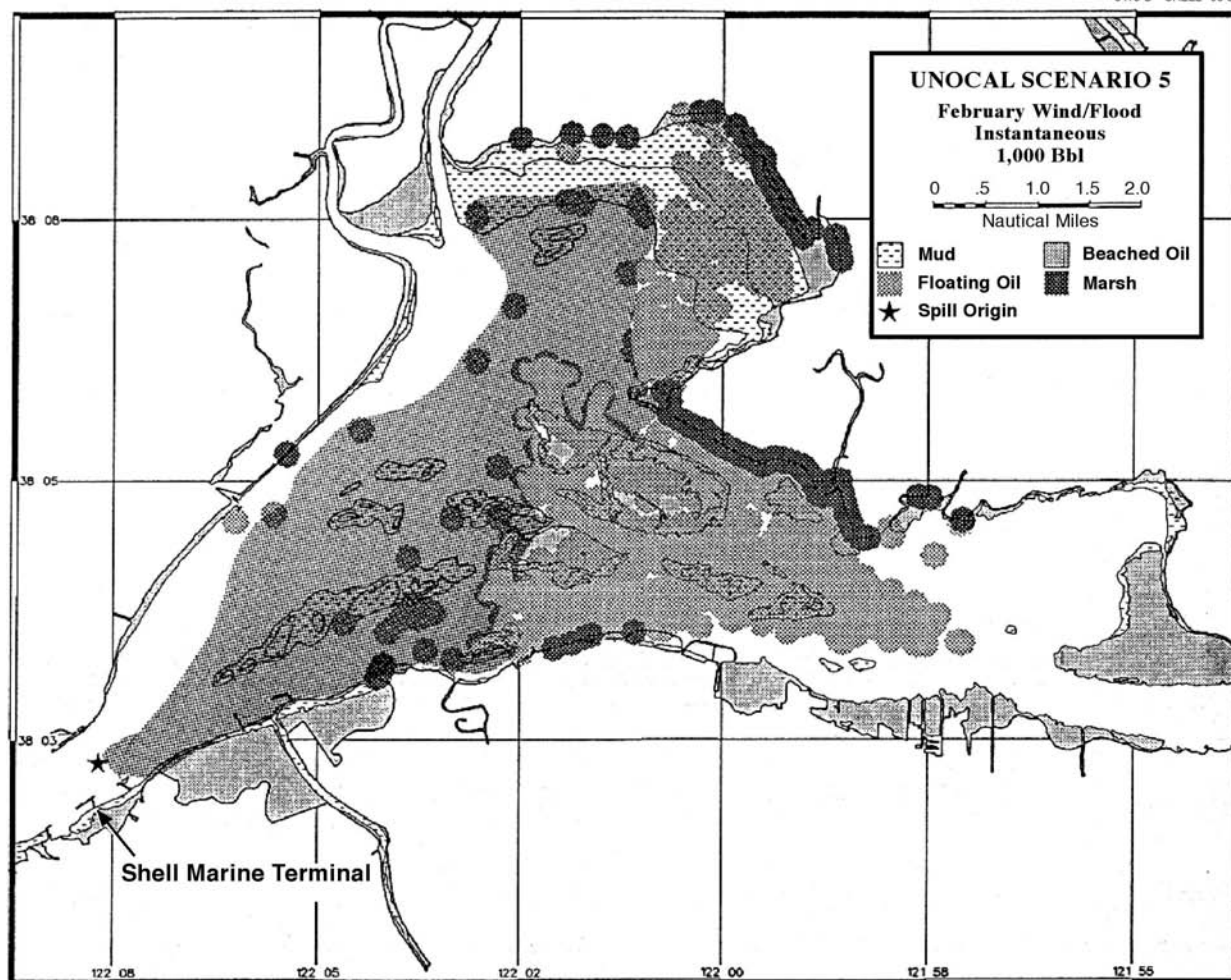 UNOCAL SCENARIO 5
February Wind/Flood
Instantaneous
1,000 Bbl
0 .5 1.0 1.5 2.0
Nautical Miles
Mud Beached Oil
Floating Oil Marsh
Spill Origin
38 08
38 05
38 03
Shell Marine Terminal
122 08 122 05 122 02 122 00 121 58 121 55